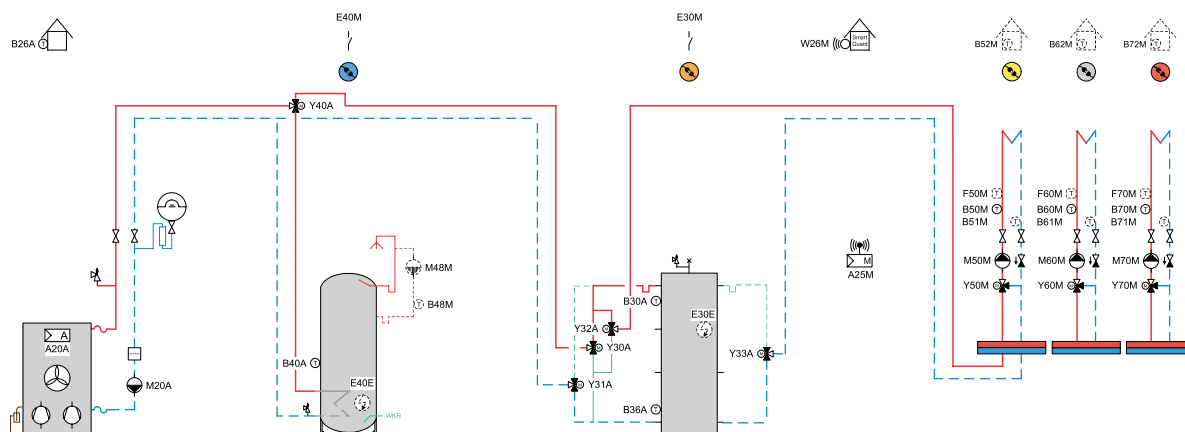 E40M
E30M
B26A T
W26M
Smart
Guard
B52M T
B62M T
B72M T
Y40A M
F50M T
F60M T
F70M T
B50M T
B60M T
B70M T
B51M T
B61M T
B71M T
M48M
M
A25M
M50M
M60M
M70M
Y50M M
Y60M M
Y70M M
B48M T
B30A T
E30E
Y32A M
Y30A M
Y33A M
A
A20A
M20A
B40A T
E40E
Y31A M
WKR
B36A T